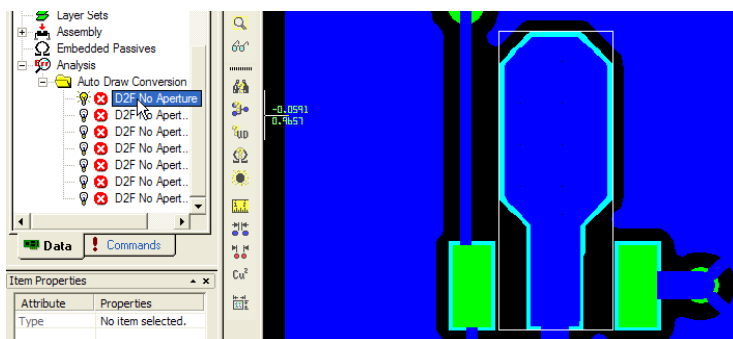 Layer Sets
Assembly
Embedded Passives
Analysis
Auto Draw Conversion
D2F No Aperture
D2F No Apert..
D2F No Apert..
D2F No Apert..
D2F No Apert..
D2F No Apert..
D2F No Apert..
Data
Commands
Item Properties
Attribute Properties
Type No item selected.
UD
Cu²
-0.0591
0.9657